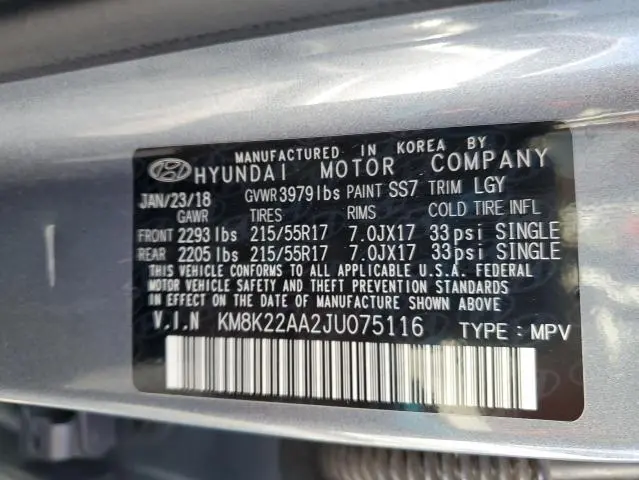 MANUFACTURED IN KOREA BY
HYUNDAI MOTOR COMPANY
JAN/23/18 GVWR 3979lbs PAINT SS7 TRIM LGY
GAWR TIRES RIMS COLD TIRE INFL
FRONT 2293 lbs 215/55R17 7.0JX17 33psi SINGLE
REAR 2205 lbs 215/55R17 7.0JX17 33psi SINGLE
THIS VEHICLE CONFORMS TO ALL APPLICABLE U.S.A. FEDERAL
MOTOR VEHICLE SAFETY AND THEFT PREVENTION STANDARDS
IN EFFECT ON THE DATE OF MANUFACTURE SHOWN ABOVE.
V.I.N KM8K22AA2JU075116 TYPE : MPV